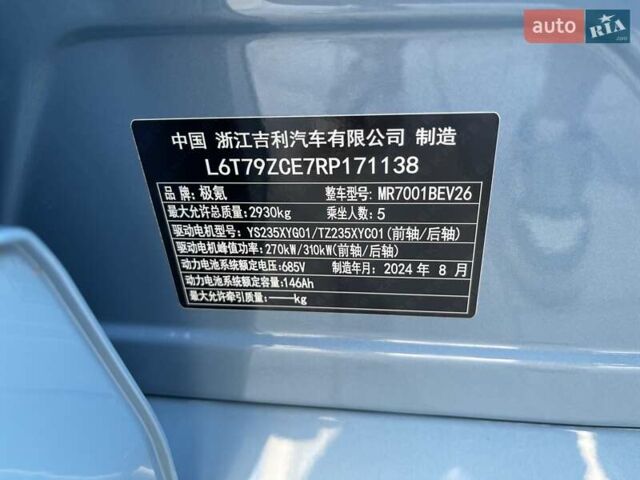 auto RIA.com
中国 浙江吉利汽车有限公司 制造
L6T79ZCE7RP171138
品牌:极氪 整车型号:MR7001BEV26
最大允许总质量:2930kg 乘坐人数:5
驱动电机型号:YS235XYG01/TZ235XYC01(前轴/后轴)
驱动电机峰值功率:270kW/310kW(前轴/后轴)
动力电池系统额定电压:685V 制造年月:2024 年 8 月
动力电池系统额定容量:146Ah
最大允许牵引质量:——kg